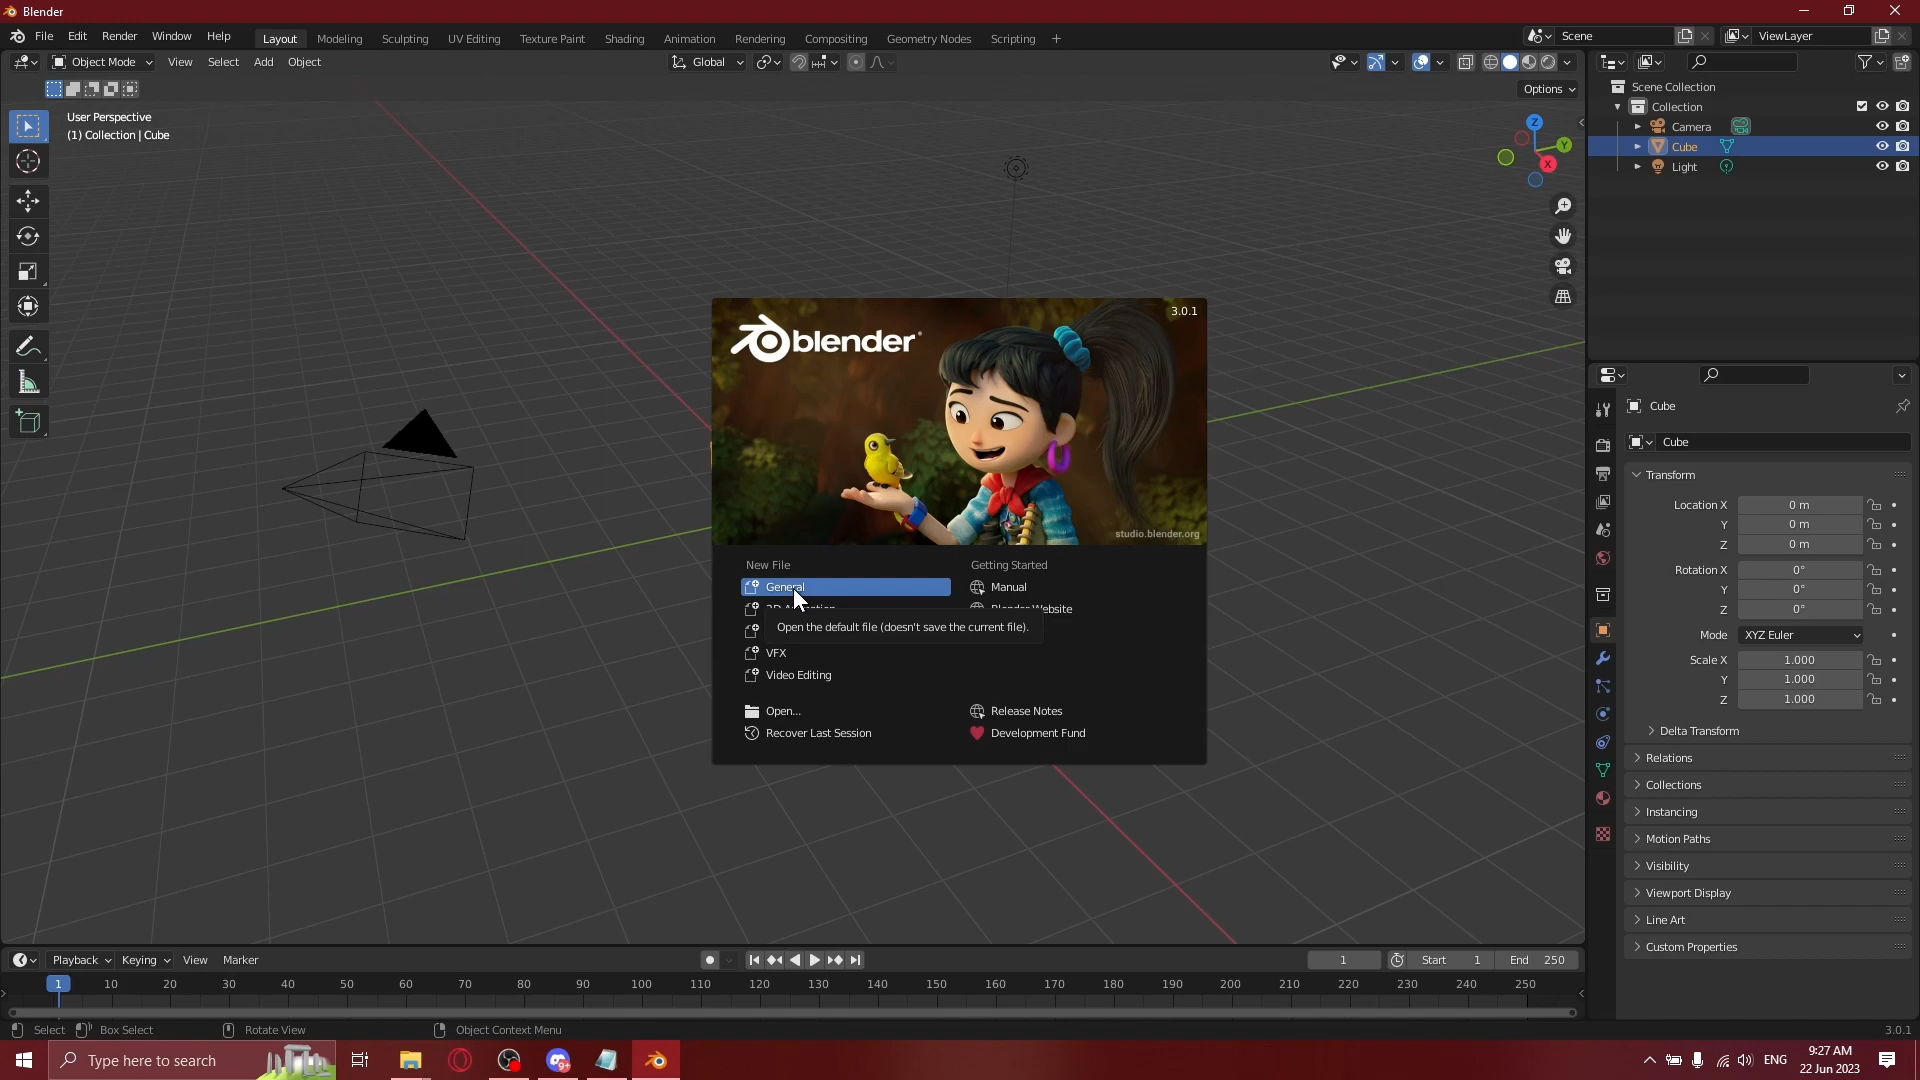 Blender
File Edit Render Window Help Layout Modeling Sculpting UV Editing Texture Paint Shading Animation Rendering Compositing Geometry Nodes Scripting + Scene ViewLayer
Object Mode View Select Add Object Global
Options
User Perspective
(1) Collection | Cube
Z
Y
X
Scene Collection
Collection
Camera
Cube
Light
Cube
Cube
Transform
Location X 0 m
Y 0 m
Z 0 m
Rotation X 0°
Y 0°
Z 0°
Mode XYZ Euler
Scale X 1.000
Y 1.000
Z 1.000
Delta Transform
Relations
Collections
Instancing
Motion Paths
Visibility
Viewport Display
Line Art
Custom Properties
3.0.1
blender
studio.blender.org
New File
General
VFX
Video Editing
Open...
Recover Last Session
Getting Started
Manual
Blender Website
Open the default file (doesn't save the current file).
Release Notes
Development Fund
Playback Keying View Marker 1 Start 1 End 250
1 10 20 30 40 50 60 70 80 90 100 110 120 130 140 150 160 170 180 190 200 210 220 230 240 250
Select Box Select Rotate View Object Context Menu 3.0.1
Type here to search
9+
ENG
9:27 AM
22 Jun 2023